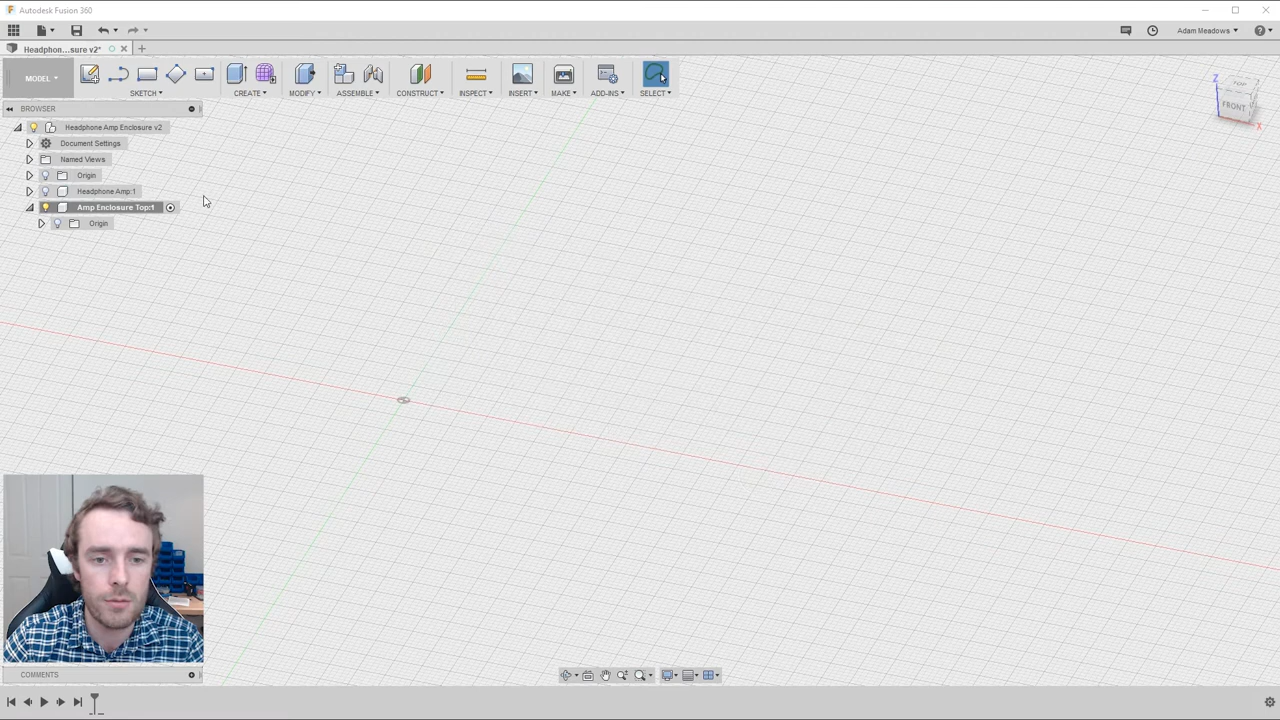 Autodesk Fusion 360
Adam Meadows
Headphon...sure v2*
MODEL
SKETCH
CREATE
MODIFY
ASSEMBLE
CONSTRUCT
INSPECT
INSERT
MAKE
ADD-INS
SELECT
BROWSER
Headphone Amp Enclosure v2
Document Settings
Named Views
Origin
Headphone Amp:1
Amp Enclosure Top:1
Origin
Z
TOP
FRONT
X
COMMENTS